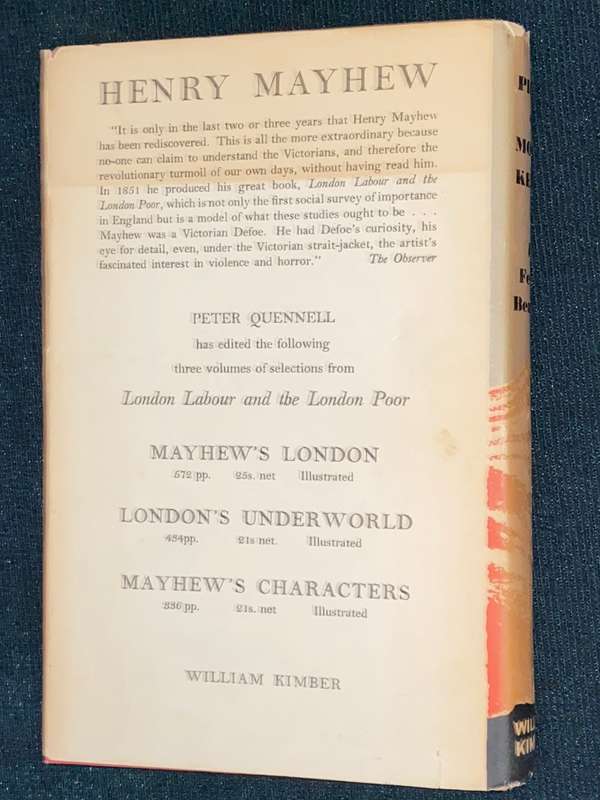 HENRY MAYHEW
"It is only in the last two or three years that Henry Mayhew
has been rediscovered. This is all the more extraordinary because
no-one can claim to understand the Victorians, and therefore the
revolutionary turmoil of our own days, without having read him.
In 1851 he produced his great book, London Labour and the
London Poor, which is not only the first social survey of importance
in England but is a model of what these studies ought to be . . .
Mayhew was a Victorian Defoe. He had Defoe's curiosity, his
eye for detail, even, under the Victorian strait-jacket, the artist's
fascinated interest in violence and horror." The Observer
PETER QUENNELL
has edited the following
three volumes of selections from
London Labour and the London Poor
MAYHEW'S LONDON
572 pp. 25s. net Illustrated
LONDON'S UNDERWORLD
434pp. 21s net. Illustrated
MAYHEW'S CHARACTERS
336 pp. 21s. net Illustrated
WILLIAM KIMBER